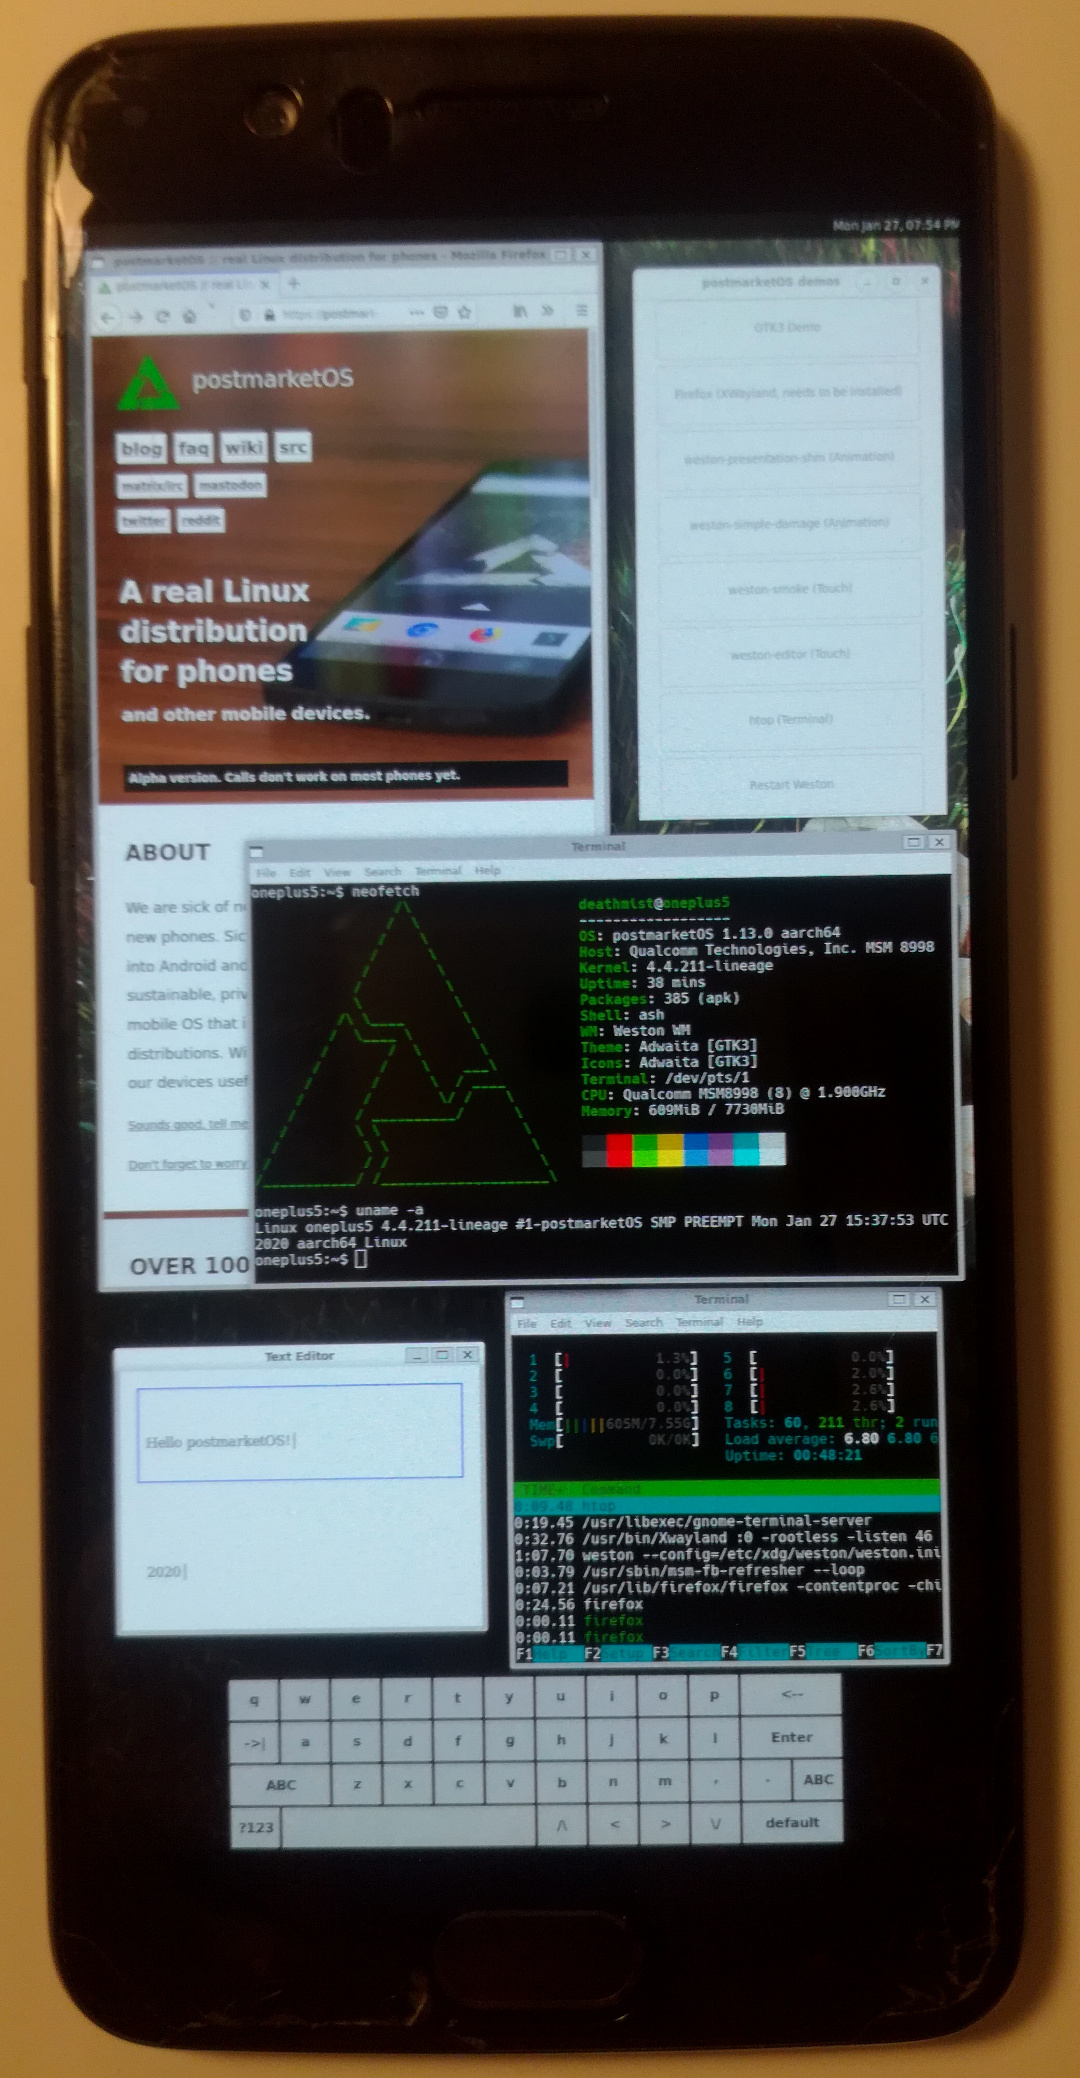 Mon Jan 27, 07:54 PM
postmarketOS :: real Linux distribution for phones - Mozilla Firefox
postmarketOS // real Lin
https://postmark
postmarketOS
blog faq wiki src
matrix/irc mastodon
twitter reddit
A real Linux
distribution
for phones
and other mobile devices.
Alpha version. Calls don't work on most phones yet.
ABOUT
We are sick of n
new phones. Sic
into Android and
sustainable, priv
mobile OS that i
distributions. Wi
our devices usef
Sounds good, tell me
Don't forget to worry
OVER 100
postmarketOS demos
GTK3 Demo
Firefox (XWayland, needs to be installed)
weston-presentation-shm (Animation)
weston-simple-damage (Animation)
weston-smoke (Touch)
weston-editor (Touch)
htop (Terminal)
Restart Weston
Terminal
File Edit View Search Terminal Help
oneplus5:~$ neofetch
deathmist@oneplus5
------------------
OS: postmarketOS 1.13.0 aarch64
Host: Qualcomm Technologies, Inc. MSM 8998
Kernel: 4.4.211-lineage
Uptime: 38 mins
Packages: 385 (apk)
Shell: ash
WM: Weston WM
Theme: Adwaita [GTK3]
Icons: Adwaita [GTK3]
Terminal: /dev/pts/1
CPU: Qualcomm MSM8998 (8) @ 1.900GHz
Memory: 609MiB / 7730MiB
oneplus5:~$ uname -a
Linux oneplus5 4.4.211-lineage #1-postmarketOS SMP PREEMPT Mon Jan 27 15:37:53 UTC
2020 aarch64 Linux
oneplus5:~$
Text Editor
Hello postmarketOS!
2020
Terminal
File Edit View Search Terminal Help
1 [| 1.3%] 5 [ 0.0%]
2 [ 0.0%] 6 [| 2.0%]
3 [ 0.0%] 7 [| 2.6%]
4 [ 0.0%] 8 [| 2.6%]
Mem[|||||605M/7.55G] Tasks: 60, 211 thr; 2 run
Swp[ 0K/0K] Load average: 6.80 6.80 6
Uptime: 00:48:21
TIME+ Command
0:09.48 htop
0:19.45 /usr/libexec/gnome-terminal-server
0:32.76 /usr/bin/Xwayland :0 -rootless -listen 46
1:07.70 weston --config=/etc/xdg/weston/weston.ini
0:03.79 /usr/sbin/msm-fb-refresher --loop
0:07.21 /usr/lib/firefox/firefox -contentproc -chi
0:24.56 firefox
0:00.11 firefox
0:00.11 firefox
F1Help F2Setup F3Search F4Filter F5Tree F6SortBy F7
q w e r t y u i o p <--
->| a s d f g h j k l Enter
ABC z x c v b n m , . ABC
?123 /\ < > \/ default